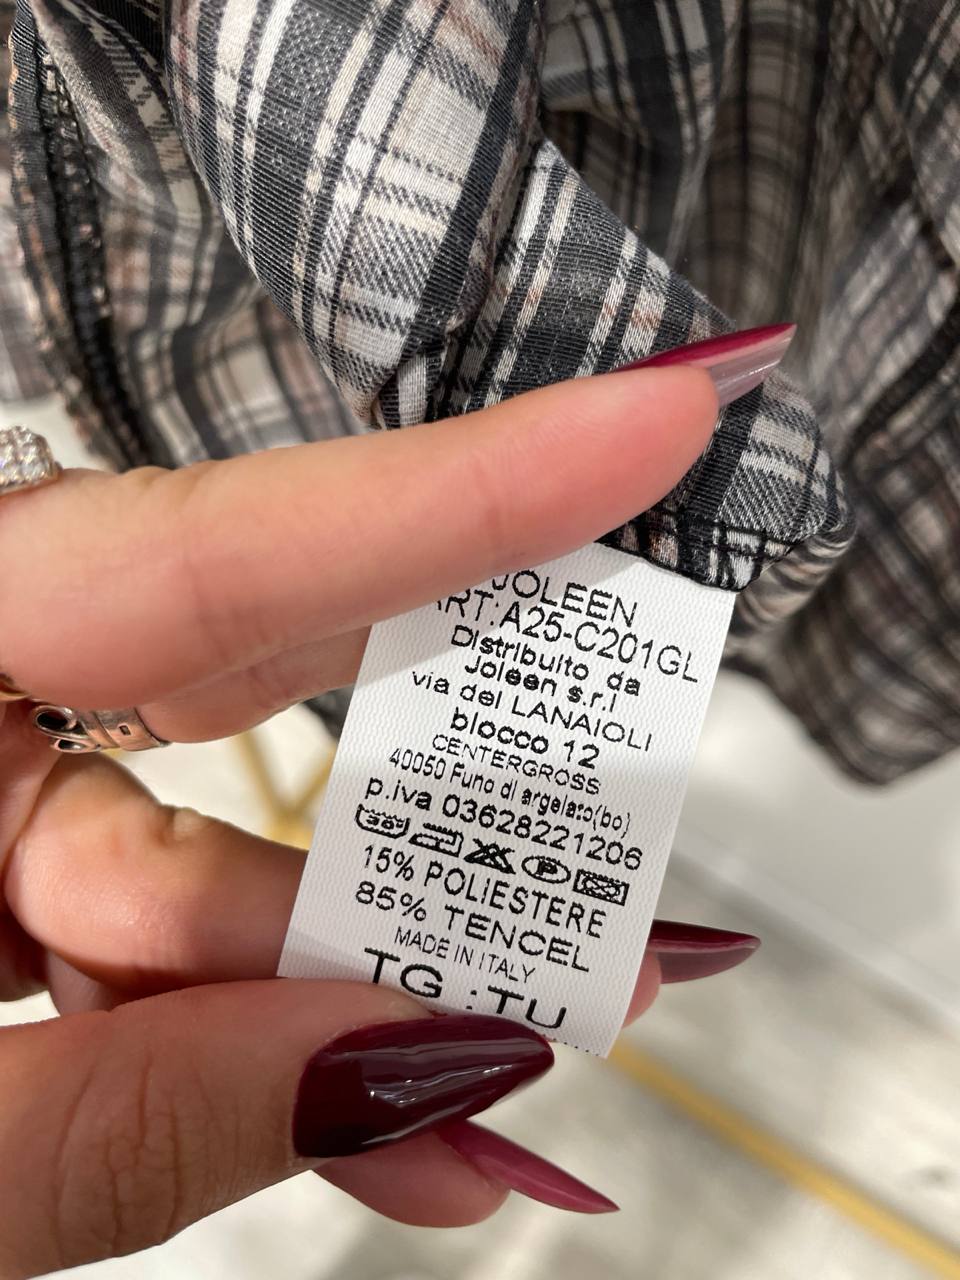 JOLEEN
ART:A25-C201GL
Distribuito da
Joleen s.r.l
via del LANAIOLI
blocco 12
CENTERGROSS
40050 Funo di argelato(bo)
p.iva 03628221206
15% POLIESTERE
85% TENCEL
MADE IN ITALY
TG :TU